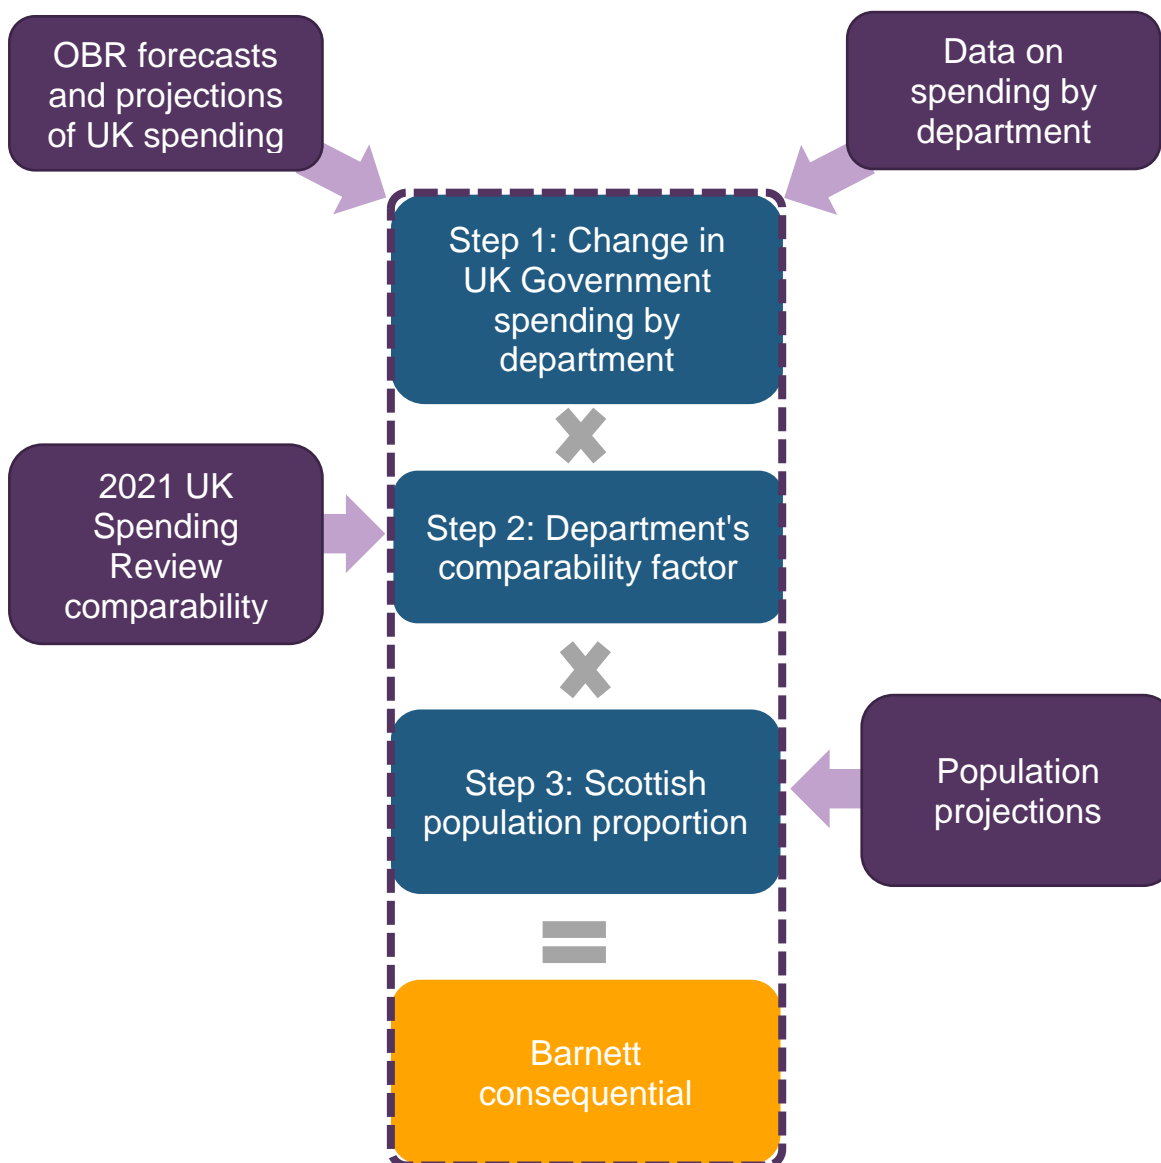 OBR forecasts
and projections
of UK spending
Data on
spending by
department
Step 1: Change in
UK Government
spending by
department
2021 UK
Spending
Review
comparability
Step 2: Department's
comparability factor
Step 3: Scottish
population proportion
Population
projections
Barnett
consequential